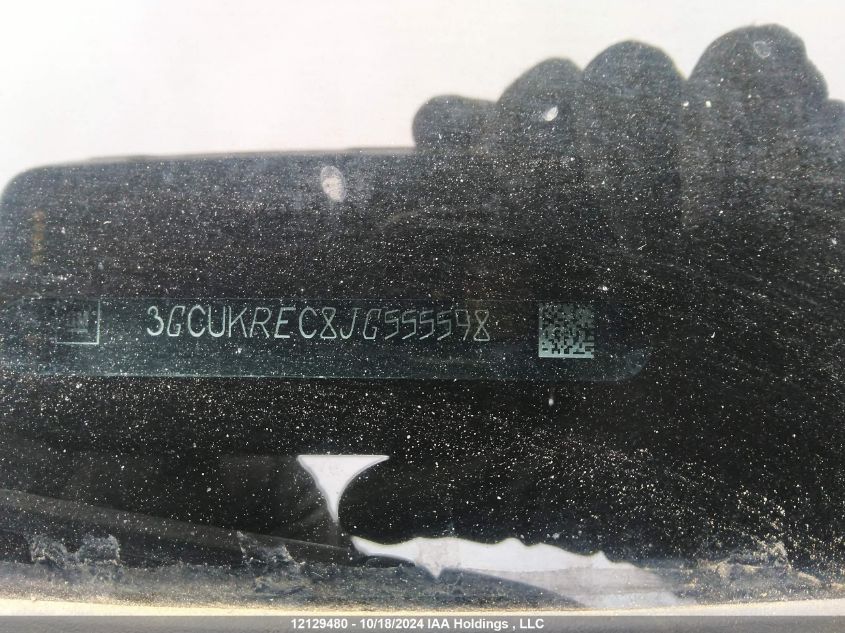 3GCUKREC8JG555598
12129480 - 10/18/2024 IAA Holdings , LLC